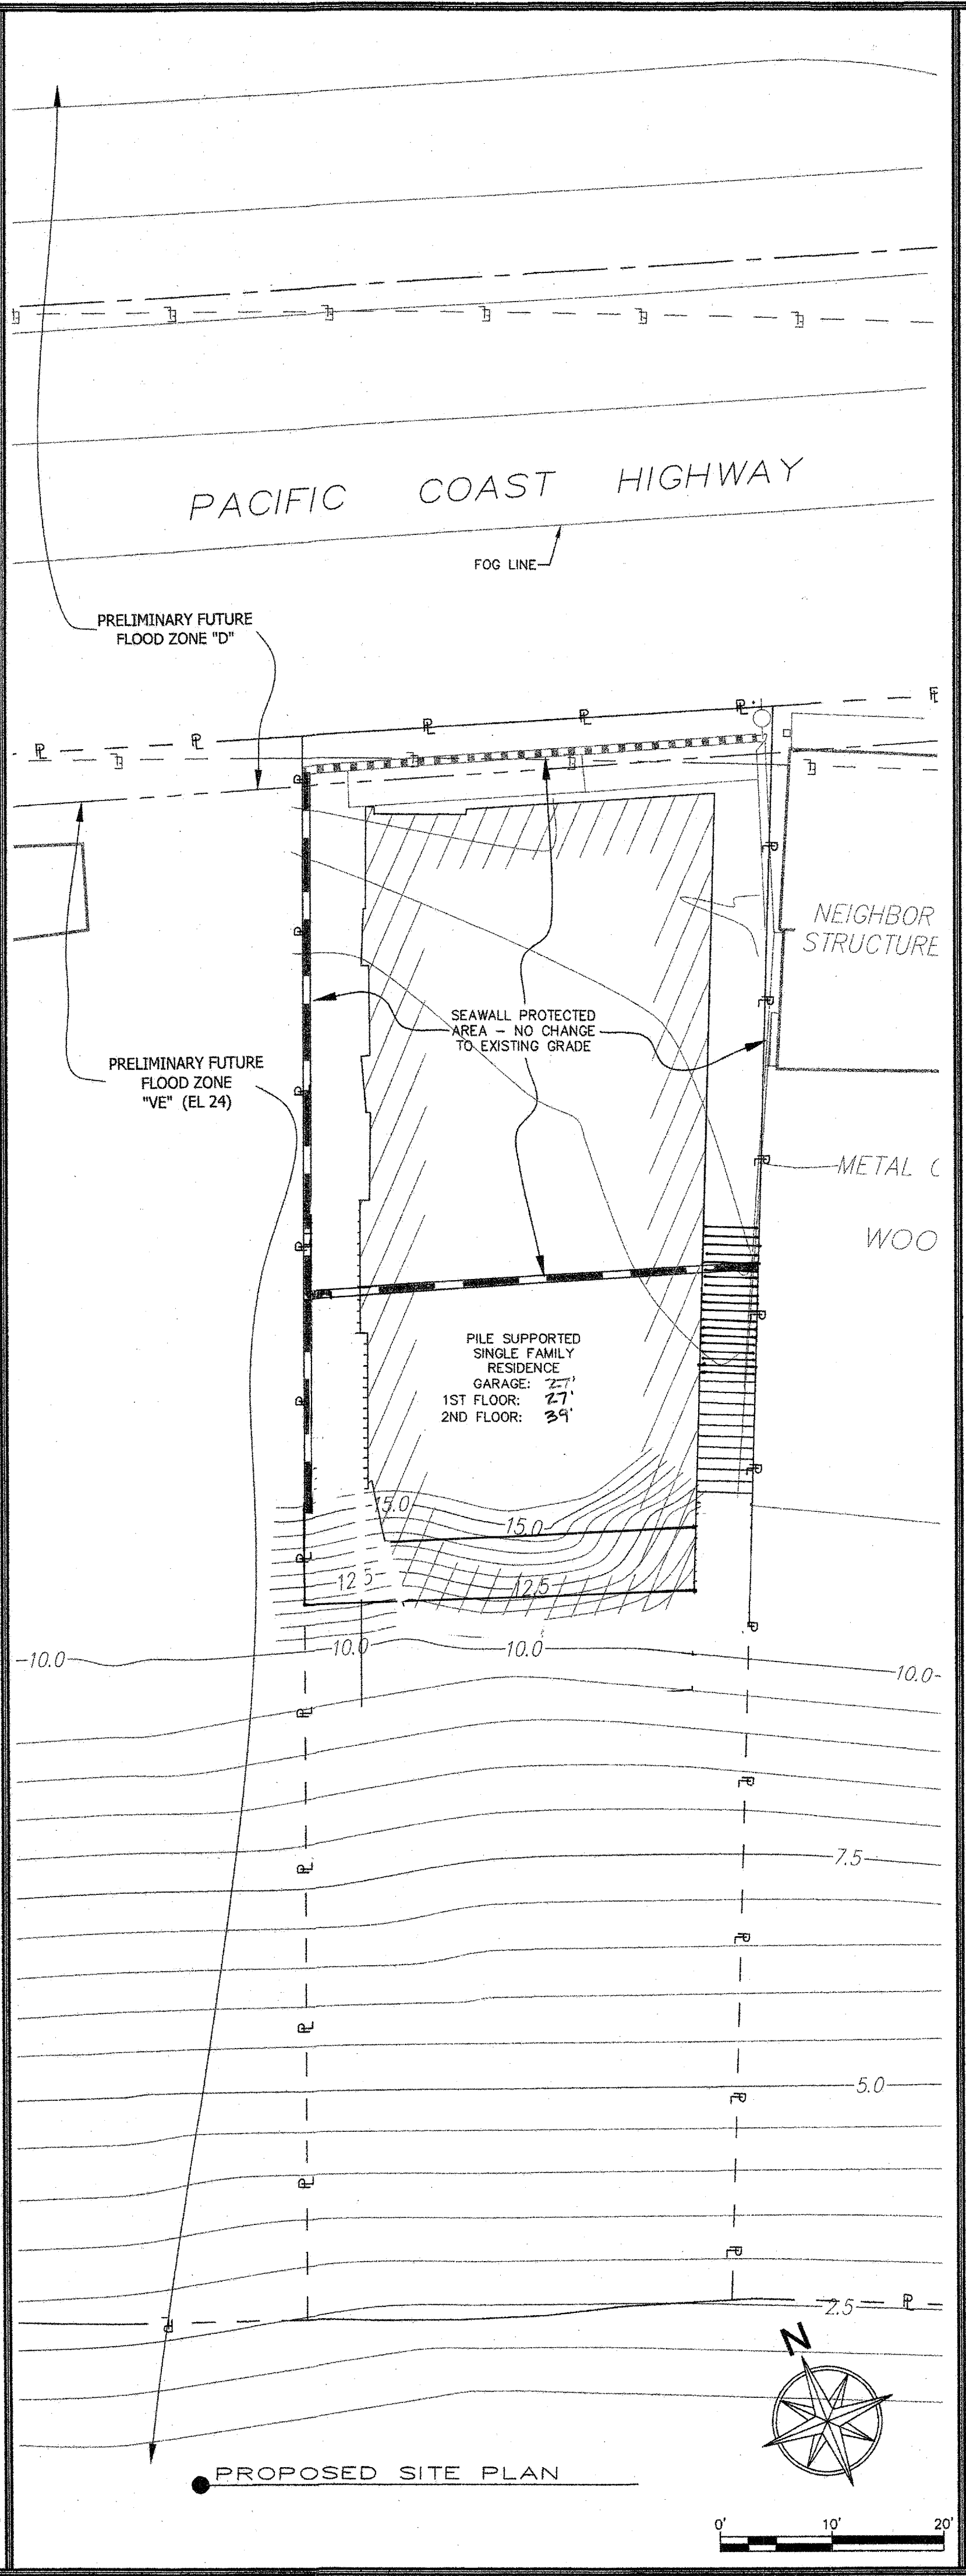 PACIFIC COAST HIGHWAY
FOG LINE
PRELIMINARY FUTURE
FLOOD ZONE "D"
NEIGHBOR
STRUCTURE
SEAWALL PROTECTED
AREA - NO CHANGE
TO EXISTING GRADE
PRELIMINARY FUTURE
FLOOD ZONE
"VE" (EL 24)
METAL
WOO
PILE SUPPORTED
SINGLE FAMILY
RESIDENCE
GARAGE: 27'
1ST FLOOR: 27'
2ND FLOOR: 39'
15.0
15.0
12.5
12.5
10.0
10.0
10.0
10.0
7.5
5.0
2.5
N
PROPOSED SITE PLAN
0' 10' 20'